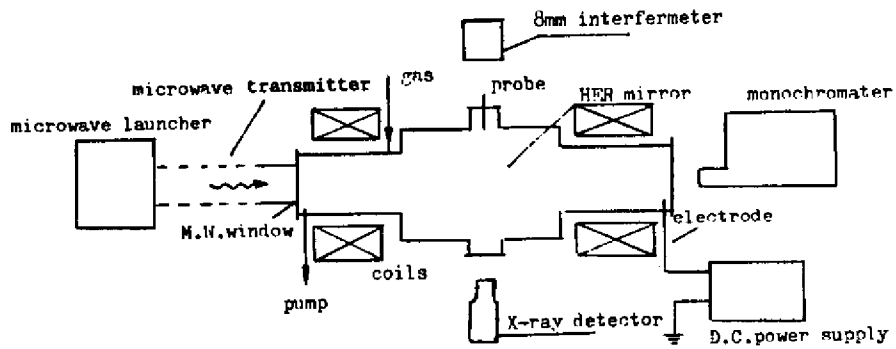 8mm interfermeter
gas
microwave transmitter
probe
HER mirror
monochromater
microwave launcher
M.W.window
electrode
coils
pump
X-ray detector
D.C.power supply